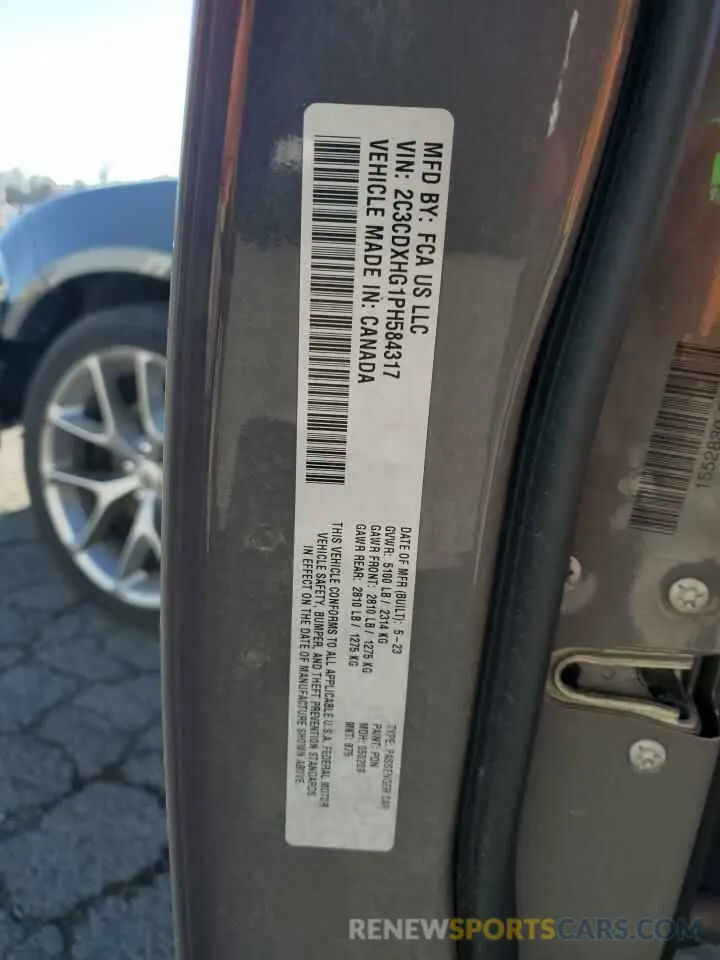 MFD BY: FCA US LLC
VIN: 2C3CDXHG1PH584317
VEHICLE MADE IN: CANADA
DATE OF MFR (BUILT): 5-23
GVWR: 5100 LB / 2314 KG
GAWR FRONT: 2810 LB / 1275 KG
GAWR REAR: 2810 LB / 1275 KG
THIS VEHICLE CONFORMS TO ALL APPLICABLE U.S.A. FEDERAL MOTOR
VEHICLE SAFETY, BUMPER, AND THEFT PREVENTION STANDARDS
IN EFFECT ON THE DATE OF MANUFACTURE SHOWN ABOVE.
TYPE: PASSENGER CAR
PAINT: PDN
MDH:
MKT:
RENEWSPORTSCARS.COM